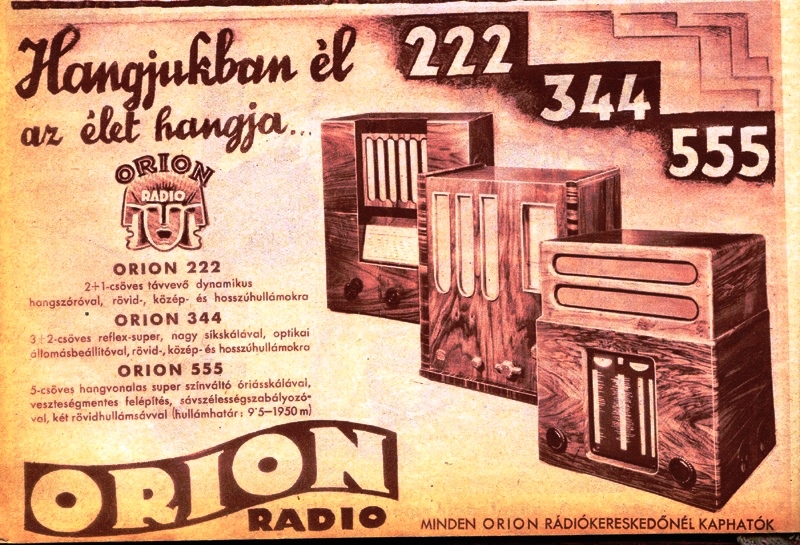 Hangjukban él
az élet hangja...
222
344
555
ORION
RADIO
ORION 222
2+1-csöves távvevő dynamikus
hangszóróval, rövid-, közép- és hosszúhullámokra
ORION 344
3+2-csöves reflex-super, nagy síkskálával, optikai
állomásbeállítóval, rövid-, közép- és hosszúhullámokra
ORION 555
5-csöves hangvonalas super színváltó óriásskálával,
veszteségmentes felépítés, sávszélességszabályozó-
val, két rövidhullámsávval (hullámhatár: 9·5—1950 m)
ORION
RADIO
MINDEN ORION RÁDIÓKERESKEDŐNÉL KAPHATÓK